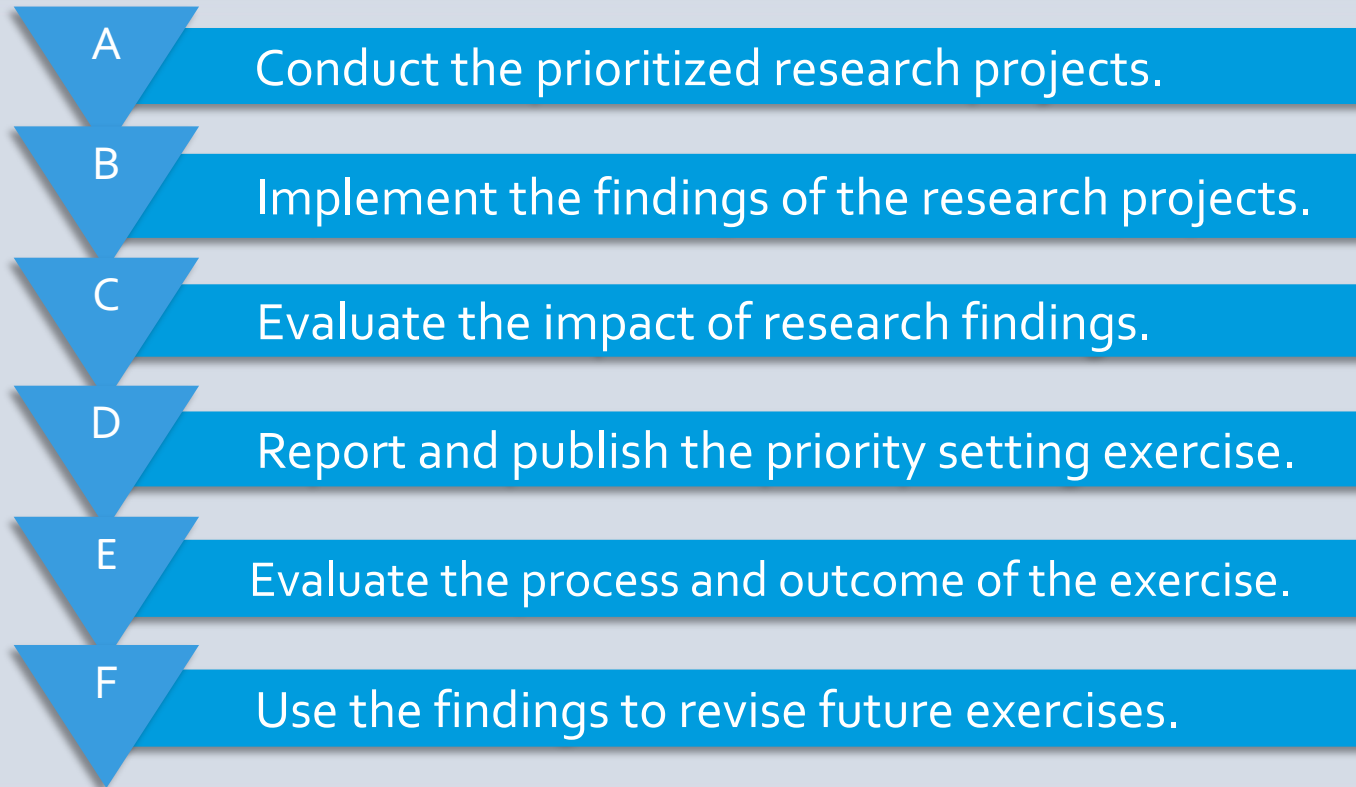 A
Conduct the prioritized research projects.
B
Implement the findings of the research projects.
C
Evaluate the impact of research findings.
D
Report and publish the priority setting exercise.
E
Evaluate the process and outcome of the exercise.
F
Use the findings to revise future exercises.